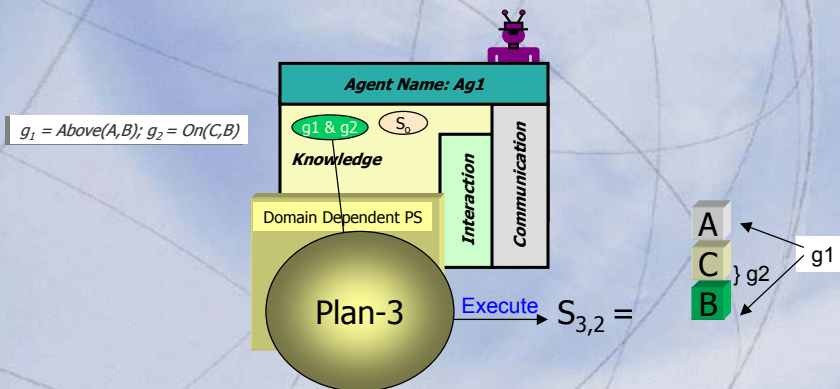 Agent Name: Ag1
g₁ = Above(A,B); g₂ = On(C,B)
g1 & g2
Sₒ
Knowledge
Interaction
Communication
Domain Dependent PS
Plan-3
Execute
S₃,₂ =
A
C
B
} g2
g1